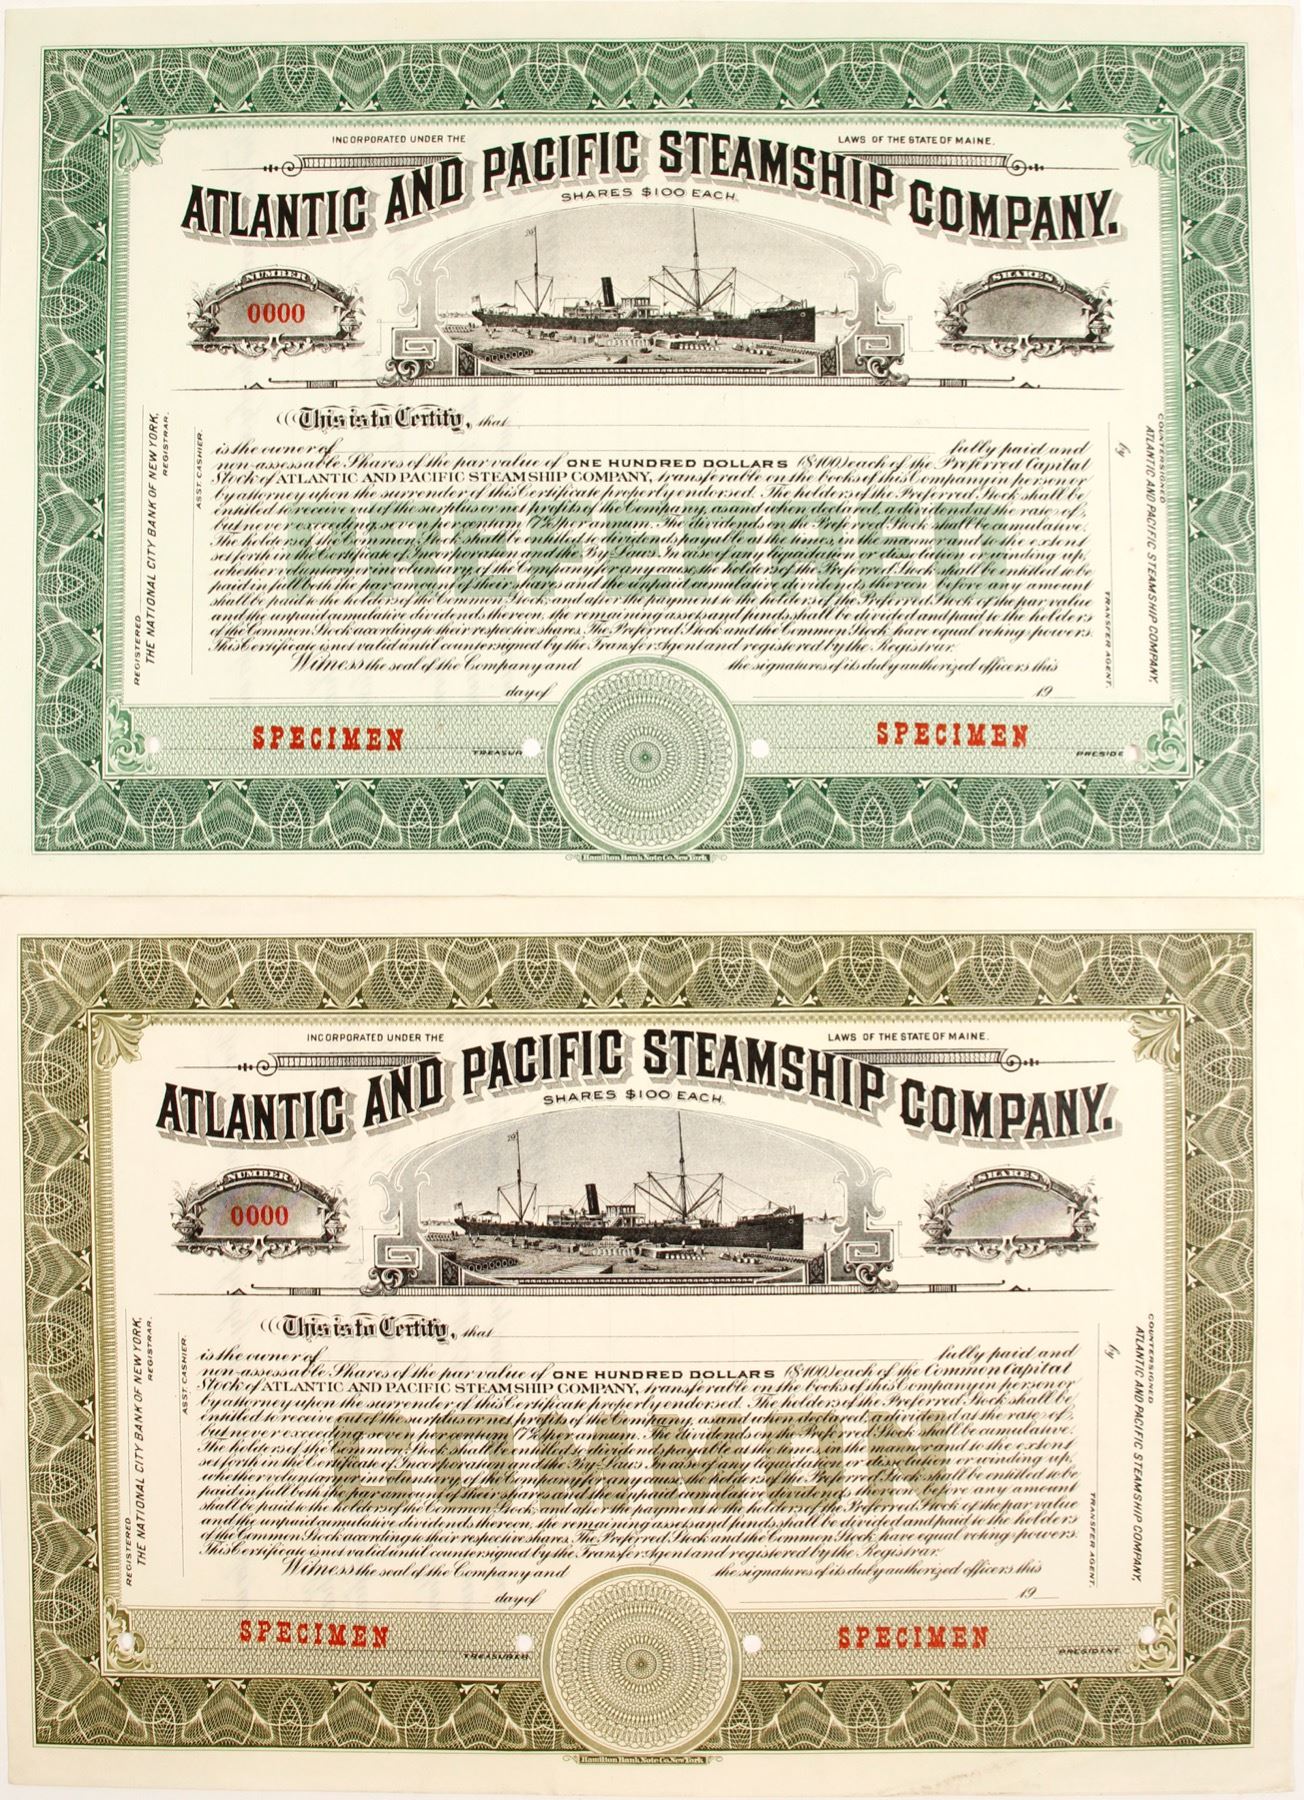 INCORPORATED UNDER THE LAWS OF THE STATE OF MAINE.
ATLANTIC AND PACIFIC STEAMSHIP COMPANY.
SHARES $100 EACH.
NUMBER
0000
SHARES
This is to Certify, that
is the owner of fully paid and
non-assessable Shares of the par value of ONE HUNDRED DOLLARS ($100) each of the Preferred Capital
Stock of ATLANTIC AND PACIFIC STEAMSHIP COMPANY, transferable on the books of this Company in person or
by attorney upon the surrender of this Certificate properly endorsed. The holders of the Preferred Stock shall be
entitled to receive out of the surplus or net profits of the Company, as and when declared, a dividend at the rate of,
but never exceeding, seven per centum (7%) per annum. The dividends on the Preferred Stock shall be cumulative.
The holders of the Common Stock shall be entitled to dividends payable at the times, in the manner and to the extent
set forth in the Certificate of Incorporation and the By-Laws. In case of any liquidation or dissolution or winding up,
whether voluntary or involuntary, of the Company for any cause, the holders of the Preferred Stock shall be entitled to be
paid in full both the par amount of their shares and the unpaid cumulative dividends thereon before any amount
shall be paid to the holders of the Common Stock; and after the payment to the holders of the Preferred Stock of the par value
and the unpaid cumulative dividends thereon, the remaining assets and funds shall be divided and paid to the holders
of the Common Stock according to their respective shares. The Preferred Stock and the Common Stock have equal voting powers.
This Certificate is not valid until countersigned by the Transfer Agent and registered by the Registrar.
Witness the seal of the Company and the signatures of its duly authorized officers this
day of 19
REGISTERED
THE NATIONAL CITY BANK OF NEW YORK,
REGISTRAR.
ASST. CASHIER.
COUNTERSIGNED
ATLANTIC AND PACIFIC STEAMSHIP COMPANY,
by
TRANSFER AGENT.
SPECIMEN
TREASUR
SPECIMEN
PRESIDE
Hamilton Bank Note Co. New York
INCORPORATED UNDER THE LAWS OF THE STATE OF MAINE.
ATLANTIC AND PACIFIC STEAMSHIP COMPANY.
SHARES $100 EACH.
NUMBER
0000
SHARES
This is to Certify, that
is the owner of fully paid and
non-assessable Shares of the par value of ONE HUNDRED DOLLARS ($100) each of the Common Capital
Stock of ATLANTIC AND PACIFIC STEAMSHIP COMPANY, transferable on the books of this Company in person or
by attorney upon the surrender of this Certificate properly endorsed. The holders of the Preferred Stock shall be
entitled to receive out of the surplus or net profits of the Company, as and when declared, a dividend at the rate of,
but never exceeding, seven per centum (7%) per annum. The dividends on the Preferred Stock shall be cumulative.
The holders of the Common Stock shall be entitled to dividends payable at the times, in the manner and to the extent
set forth in the Certificate of Incorporation and the By-Laws. In case of any liquidation or dissolution or winding up,
whether voluntary or involuntary, of the Company for any cause, the holders of the Preferred Stock shall be entitled to be
paid in full both the par amount of their shares and the unpaid cumulative dividends thereon before any amount
shall be paid to the holders of the Common Stock; and after the payment to the holders of the Preferred Stock of the par value
and the unpaid cumulative dividends thereon, the remaining assets and funds shall be divided and paid to the holders
of the Common Stock according to their respective shares. The Preferred Stock and the Common Stock have equal voting powers.
This Certificate is not valid until countersigned by the Transfer Agent and registered by the Registrar.
Witness the seal of the Company and the signatures of its duly authorized officers this
day of 19
REGISTERED
THE NATIONAL CITY BANK OF NEW YORK,
REGISTRAR.
ASST. CASHIER.
COUNTERSIGNED
ATLANTIC AND PACIFIC STEAMSHIP COMPANY,
by
TRANSFER AGENT.
SPECIMEN
TREASURER
SPECIMEN
PRESIDENT
Hamilton Bank Note Co. New York